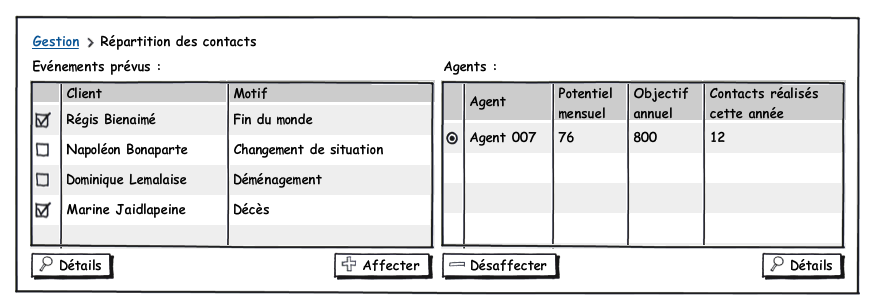 Gestion > Répartition des contacts
Evénements prévus :
Client Motif
Régis Bienaimé Fin du monde
Napoléon Bonaparte Changement de situation
Dominique Lemalaise Déménagement
Marine Jaidlapeine Décès
Détails Affecter
Agents :
Agent Potentiel mensuel Objectif annuel Contacts réalisés cette année
Agent 007 76 800 12
Désaffecter Détails